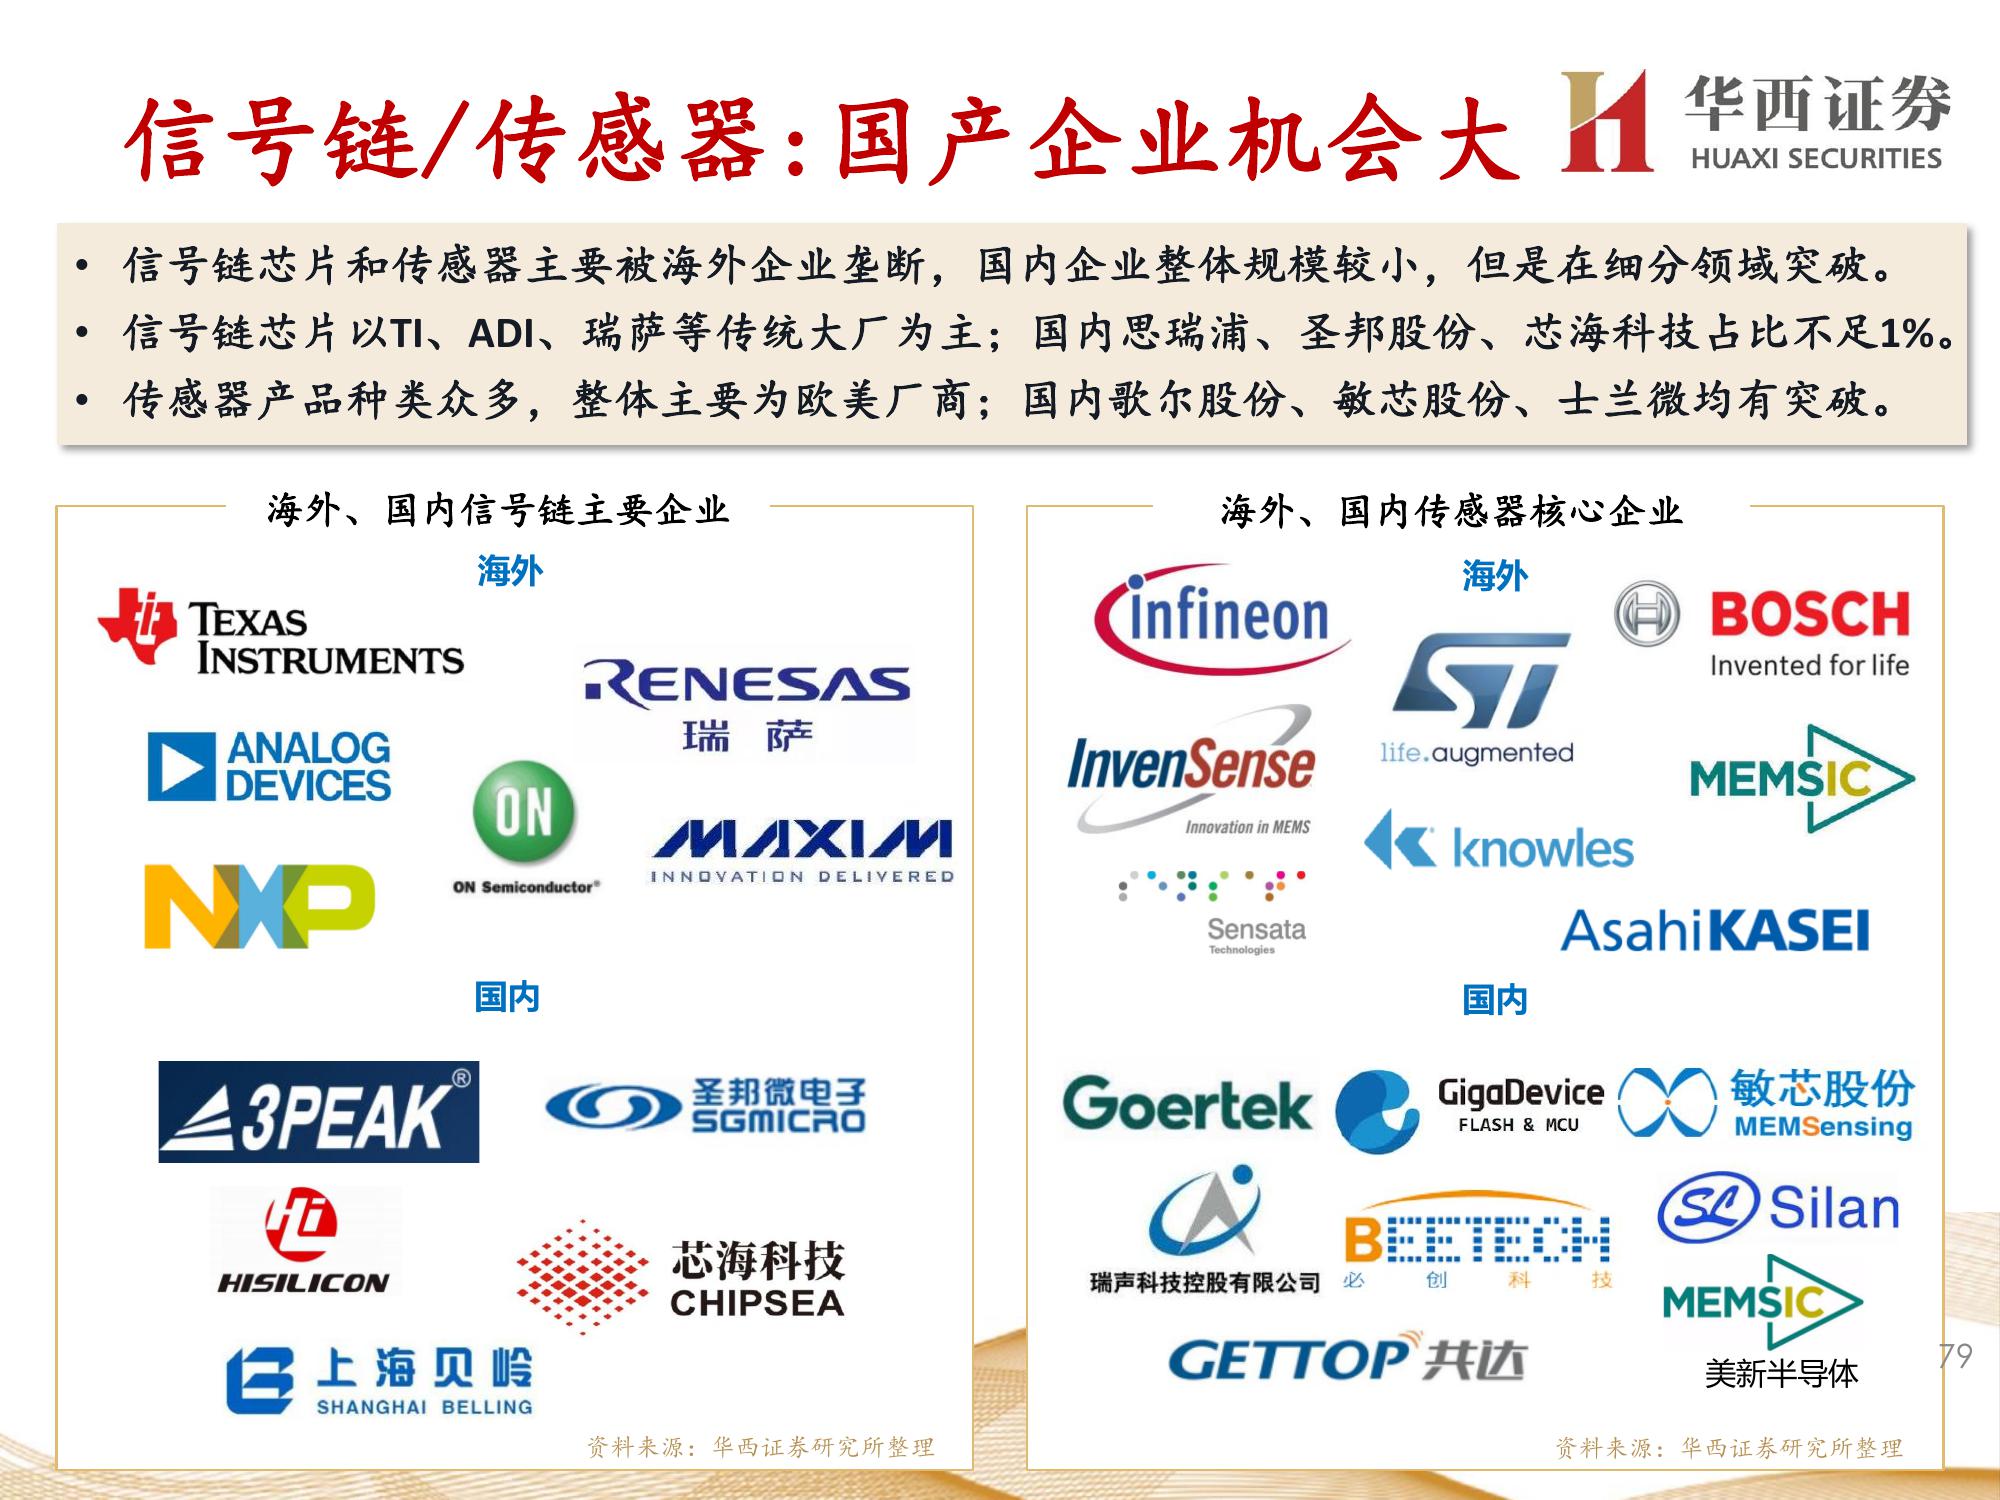 信号链/传感器:国产企业机会大
华西证券
HUAXI SECURITIES
• 信号链芯片和传感器主要被海外企业垄断，国内企业整体规模较小，但是在细分领域突破。
• 信号链芯片以TI、ADI、瑞萨等传统大厂为主；国内思瑞浦、圣邦股份、芯海科技占比不足1%。
• 传感器产品种类众多，整体主要为欧美厂商；国内歌尔股份、敏芯股份、士兰微均有突破。
海外、国内信号链主要企业
海外
TEXAS
INSTRUMENTS
RENESAS
瑞萨
ANALOG
DEVICES
ON
ON Semiconductor®
MAXIM
INNOVATION DELIVERED
NXP
国内
3PEAK®
圣邦微电子
SGMICRO
Hi
HISILICON
芯海科技
CHIPSEA
上海贝岭
SHANGHAI BELLING
资料来源：华西证券研究所整理
海外、国内传感器核心企业
海外
infineon
ST
life.augmented
BOSCH
Invented for life
InvenSense
Innovation in MEMS
MEMSIC
knowles
Sensata
Technologies
AsahiKASEI
国内
Goertek
GigaDevice
FLASH & MCU
敏芯股份
MEMSensing
瑞声科技控股有限公司
BEETECH
必创科技
SL Silan
MEMSIC
美新半导体
GETTOP 共达
资料来源：华西证券研究所整理
79